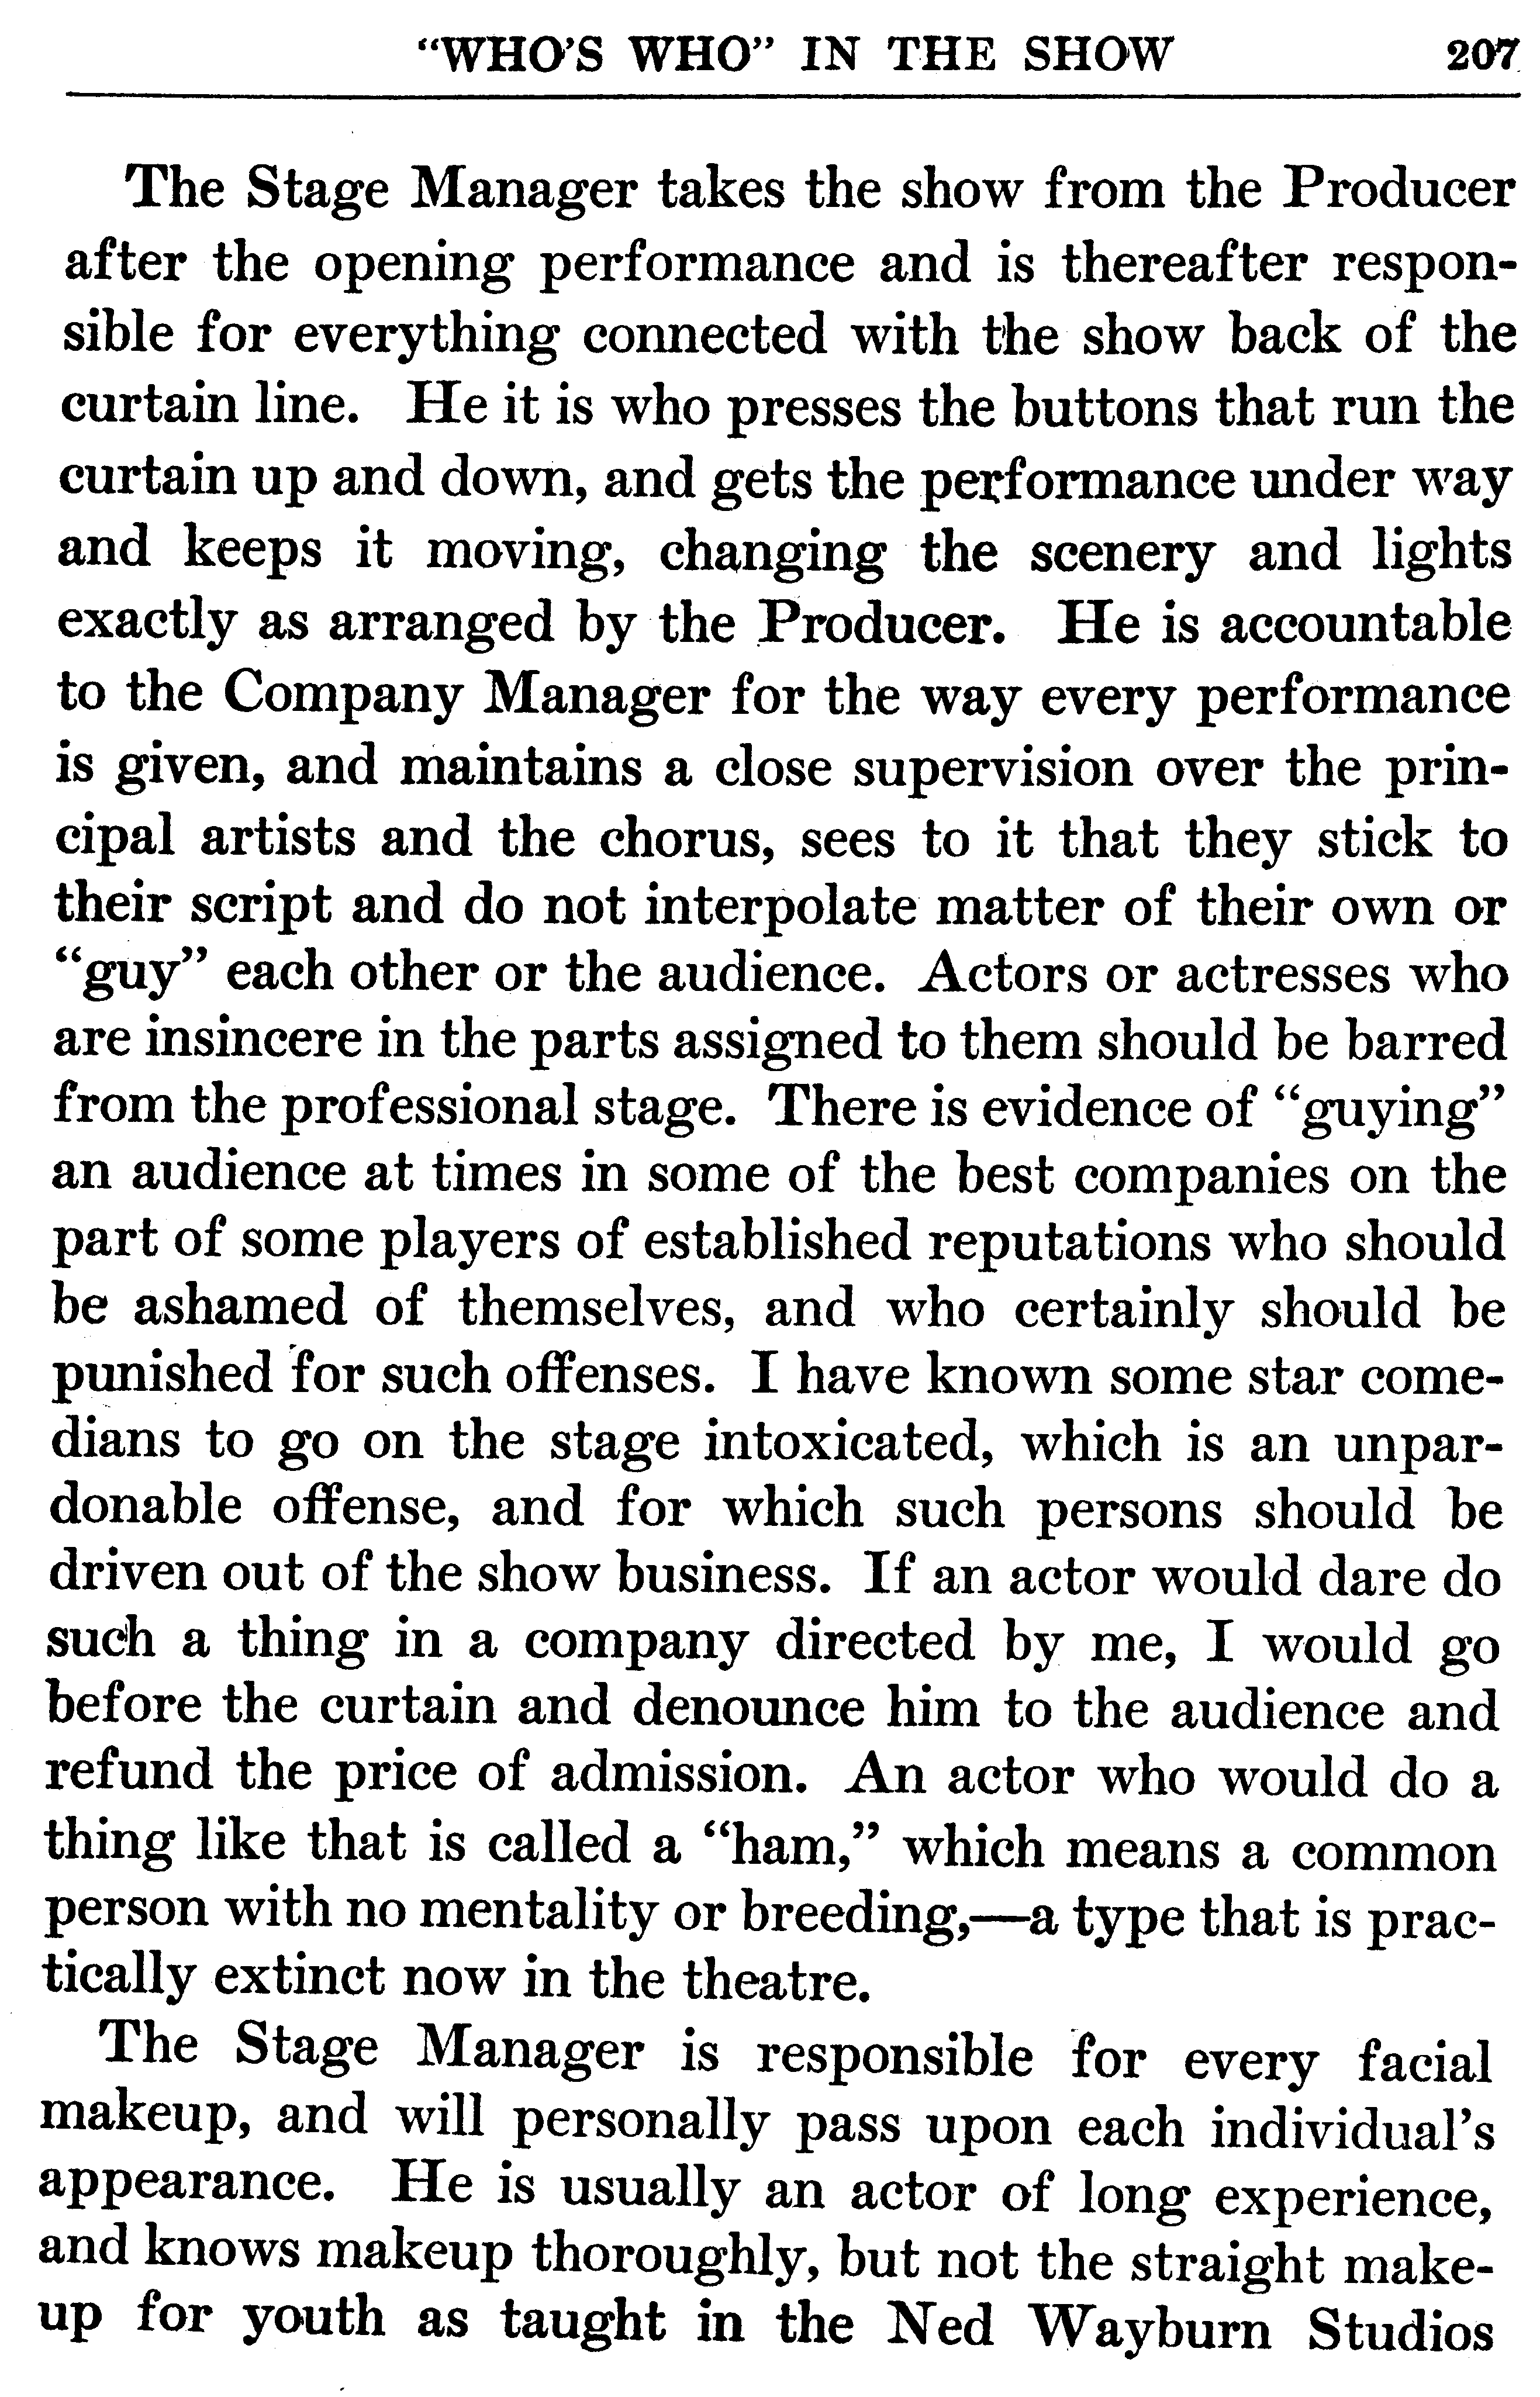 "WHO'S WHO" IN THE SHOW 207
The Stage Manager takes the show from the Producer
after the opening performance and is thereafter respon-
sible for everything connected with the show back of the
curtain line. He it is who presses the buttons that run the
curtain up and down, and gets the performance under way
and keeps it moving, changing the scenery and lights
exactly as arranged by the Producer. He is accountable
to the Company Manager for the way every performance
is given, and maintains a close supervision over the prin-
cipal artists and the chorus, sees to it that they stick to
their script and do not interpolate matter of their own or
"guy" each other or the audience. Actors or actresses who
are insincere in the parts assigned to them should be barred
from the professional stage. There is evidence of "guying"
an audience at times in some of the best companies on the
part of some players of established reputations who should
be ashamed of themselves, and who certainly should be
punished for such offenses. I have known some star come-
dians to go on the stage intoxicated, which is an unpar-
donable offense, and for which such persons should be
driven out of the show business. If an actor would dare do
such a thing in a company directed by me, I would go
before the curtain and denounce him to the audience and
refund the price of admission. An actor who would do a
thing like that is called a "ham," which means a common
person with no mentality or breeding,—a type that is prac-
tically extinct now in the theatre.
The Stage Manager is responsible for every facial
makeup, and will personally pass upon each individual's
appearance. He is usually an actor of long experience,
and knows makeup thoroughly, but not the straight make-
up for youth as taught in the Ned Wayburn Studios